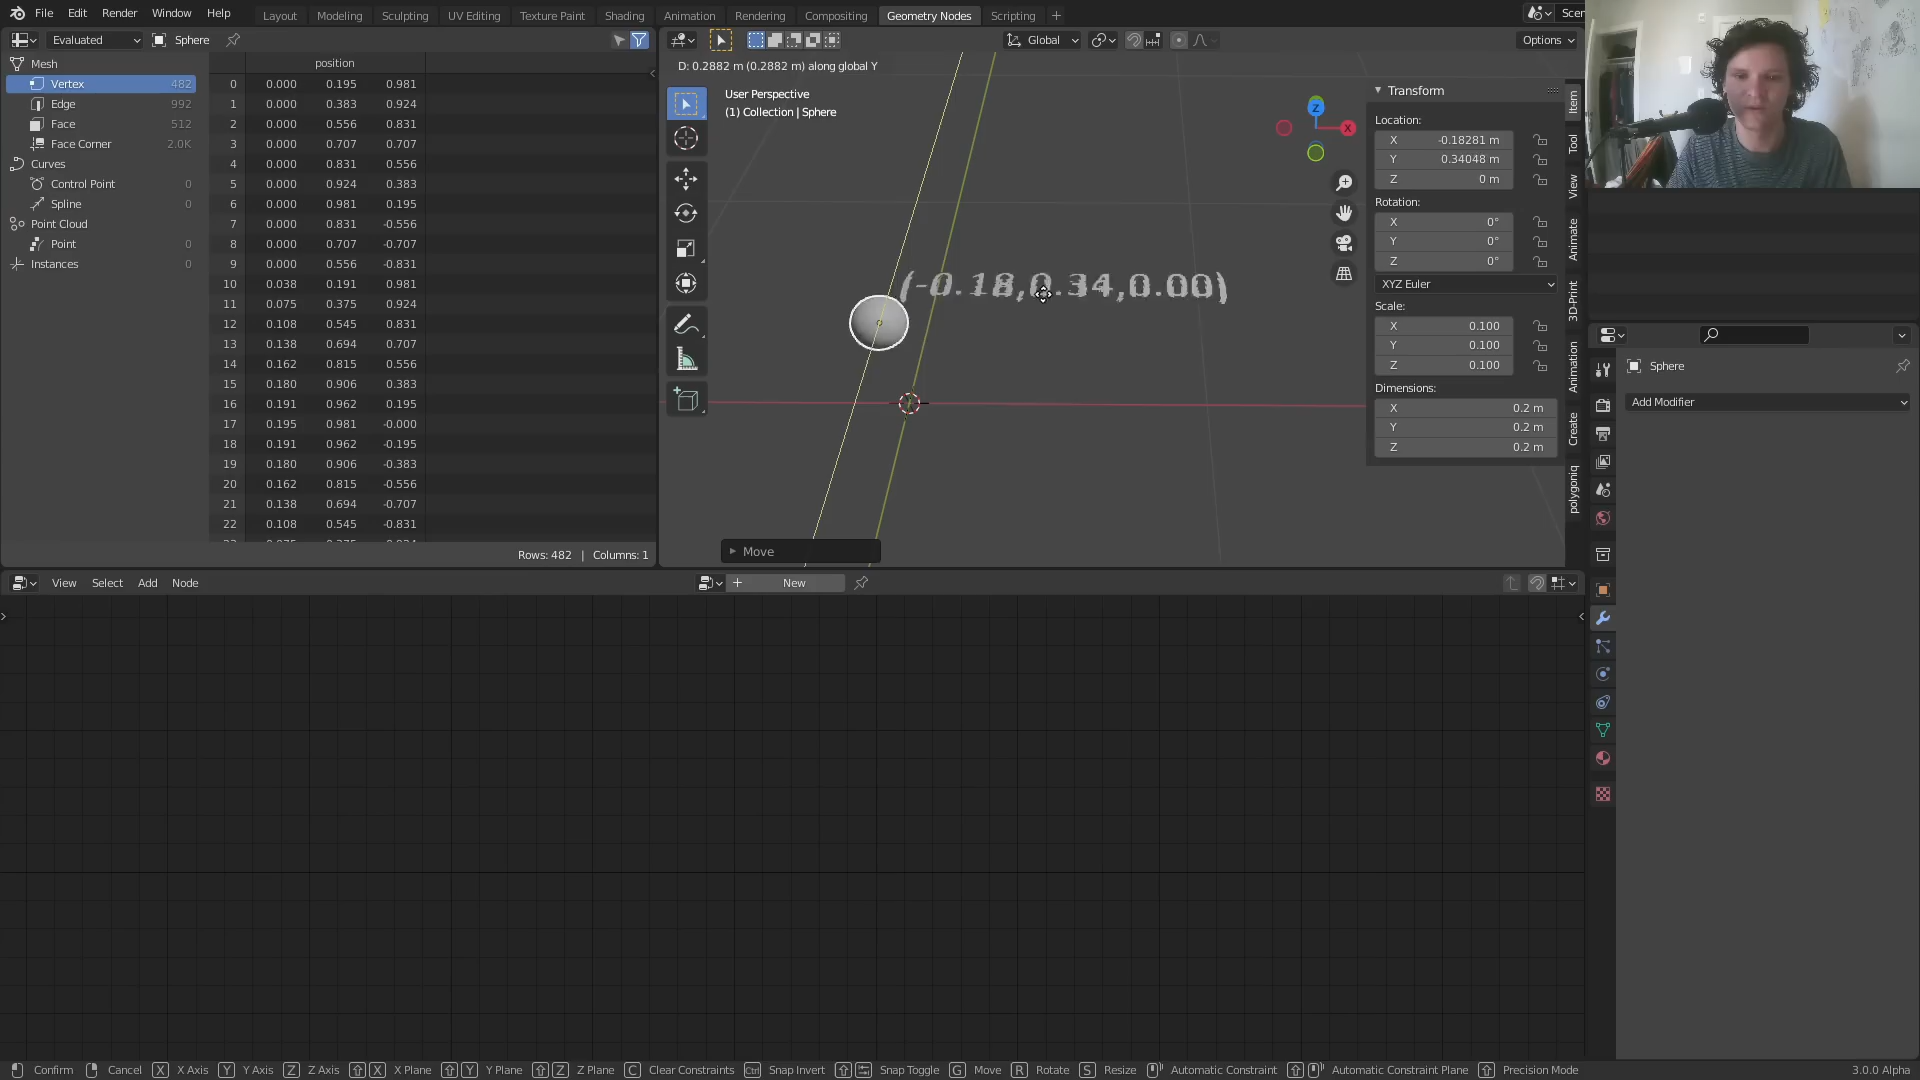 File Edit Render Window Help
Layout Modeling Sculpting UV Editing Texture Paint Shading Animation Rendering Compositing Geometry Nodes Scripting +
Scen
Evaluated Sphere
Global Options
Mesh
Vertex 482
Edge 992
Face 512
Face Corner 2.0K
Curves
Control Point 0
Spline 0
Point Cloud
Point 0
Instances 0
position
0 0.000 0.195 0.981
1 0.000 0.383 0.924
2 0.000 0.556 0.831
3 0.000 0.707 0.707
4 0.000 0.831 0.556
5 0.000 0.924 0.383
6 0.000 0.981 0.195
7 0.000 0.831 -0.556
8 0.000 0.707 -0.707
9 0.000 0.556 -0.831
10 0.038 0.191 0.981
11 0.075 0.375 0.924
12 0.108 0.545 0.831
13 0.138 0.694 0.707
14 0.162 0.815 0.556
15 0.180 0.906 0.383
16 0.191 0.962 0.195
17 0.195 0.981 -0.000
18 0.191 0.962 -0.195
19 0.180 0.906 -0.383
20 0.162 0.815 -0.556
21 0.138 0.694 -0.707
22 0.108 0.545 -0.831
Rows: 482 | Columns: 1
D: 0.2882 m (0.2882 m) along global Y
User Perspective
(1) Collection | Sphere
(-0.18,0.34,0.00)
Z
X
Move
Transform
Location:
X -0.18281 m
Y 0.34048 m
Z 0 m
Rotation:
X 0°
Y 0°
Z 0°
XYZ Euler
Scale:
X 0.100
Y 0.100
Z 0.100
Dimensions:
X 0.2 m
Y 0.2 m
Z 0.2 m
Item
Tool
View
Animate
3D-Print
Animation
Create
polygoniq
Sphere
Add Modifier
View Select Add Node
New
Confirm Cancel X X Axis Y Y Axis Z Z Axis X X Plane Y Y Plane Z Z Plane C Clear Constraints Ctrl Snap Invert Snap Toggle G Move R Rotate S Resize Automatic Constraint Automatic Constraint Plane Precision Mode
3.0.0 Alpha